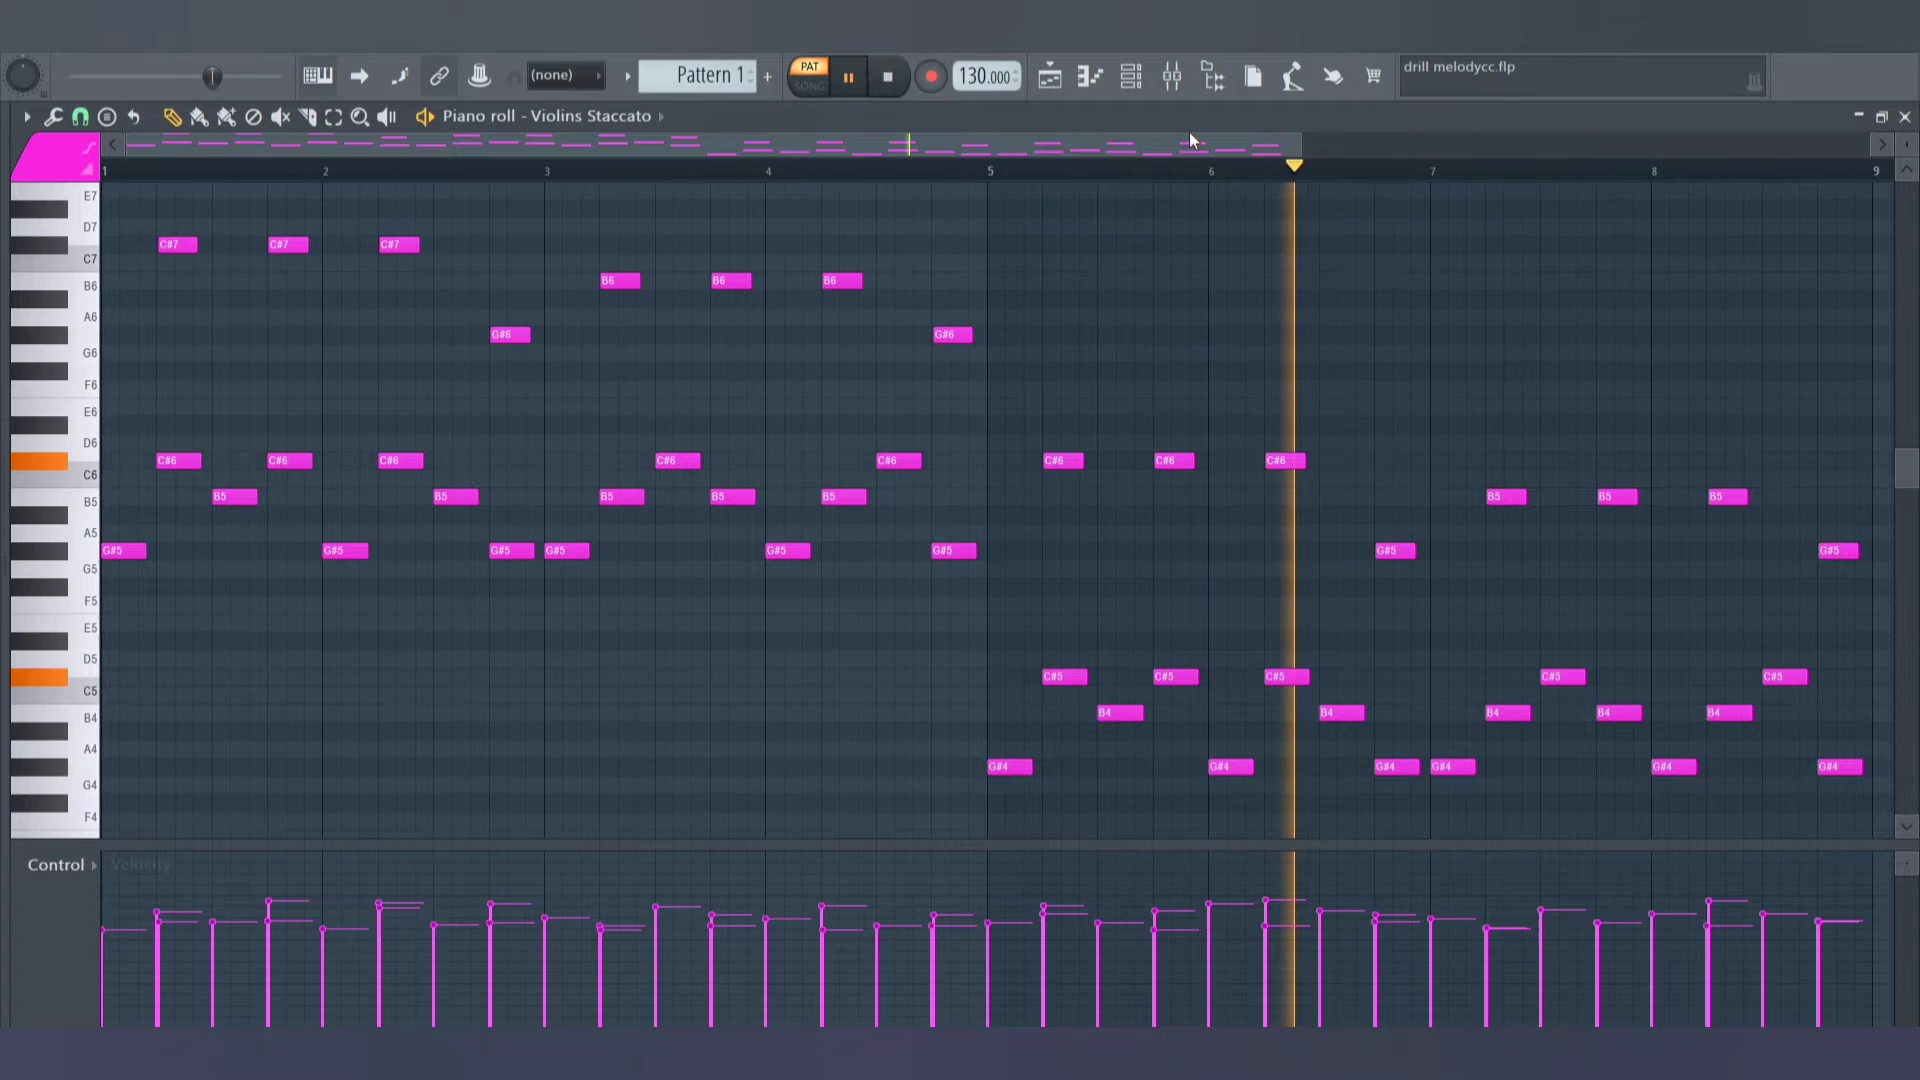 (none)
Pattern 1
+
PAT
SONG
130.000
drill melodycc.flp
Piano roll - Violins Staccato
1 2 3 4 5 6 7 8 9
E7
D7
C#7 C#7 C#7
C7
B6 B6 B6 B6
A6
G#6 G#6
G6
F6
E6
D6
C#6 C#6 C#6 C#6 C#6 C#6 C#6 C#6
C6
B5 B5 B5 B5 B5 B5 B5 B5 B5
A5
G#5 G#5 G#5 G#5 G#5 G#5 G#5 G#5
G5
F5
E5
D5
C#5 C#5 C#5 C#5 C#5
C5
B4 B4 B4 B4 B4 B4
A4
G#4 G#4 G#4 G#4 G#4 G#4
G4
F4
Control
Velocity